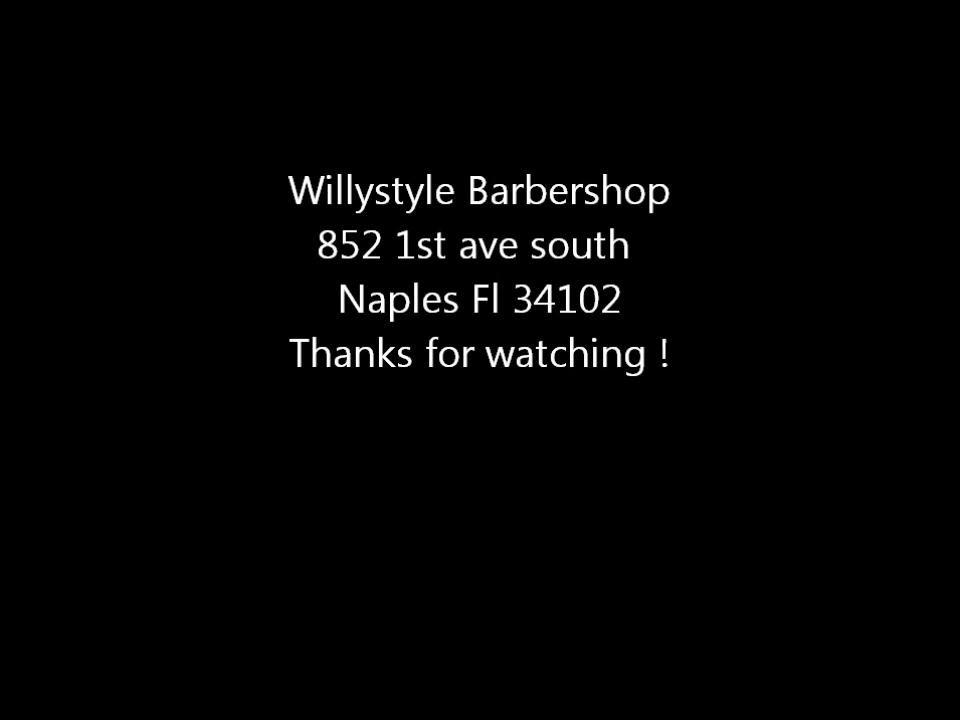 Willystyle Barbershop
852 1st ave south
Naples Fl 34102
Thanks for watching !